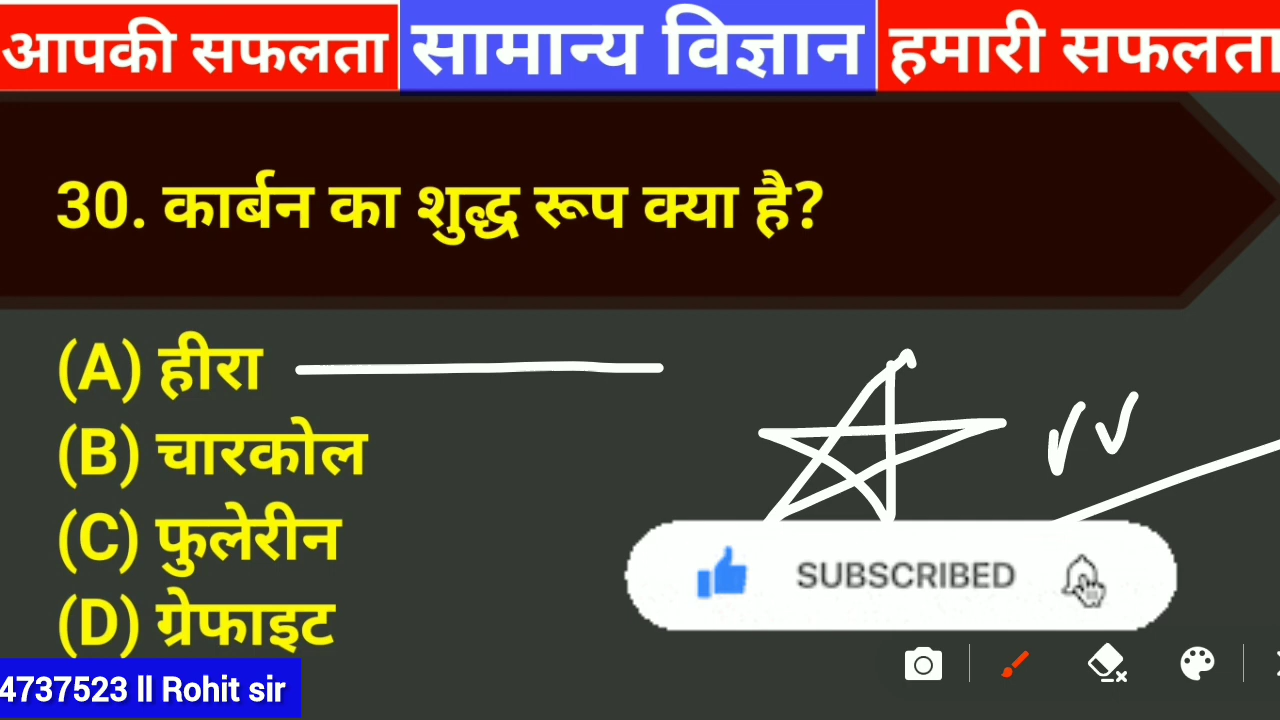 आपकी सफलता सामान्य विज्ञान हमारी सफलता
30. कार्बन का शुद्ध रूप क्या है?
(A) हीरा
(B) चारकोल
(C) फुलेरीन
(D) ग्रेफाइट
SUBSCRIBED
4737523 ll Rohit sir